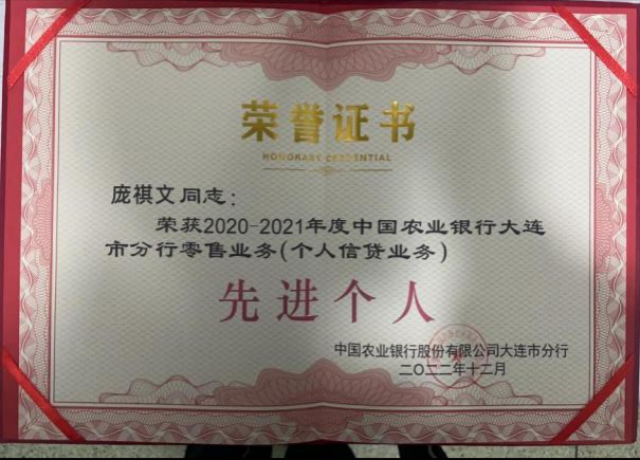 荣誉证书
HONORARY CREDENTIAL
庞祺文同志：
荣获2020-2021年度中国农业银行大连
市分行零售业务(个人信贷业务)
先进个人
中国农业银行股份有限公司大连市分行
二〇二二年十二月